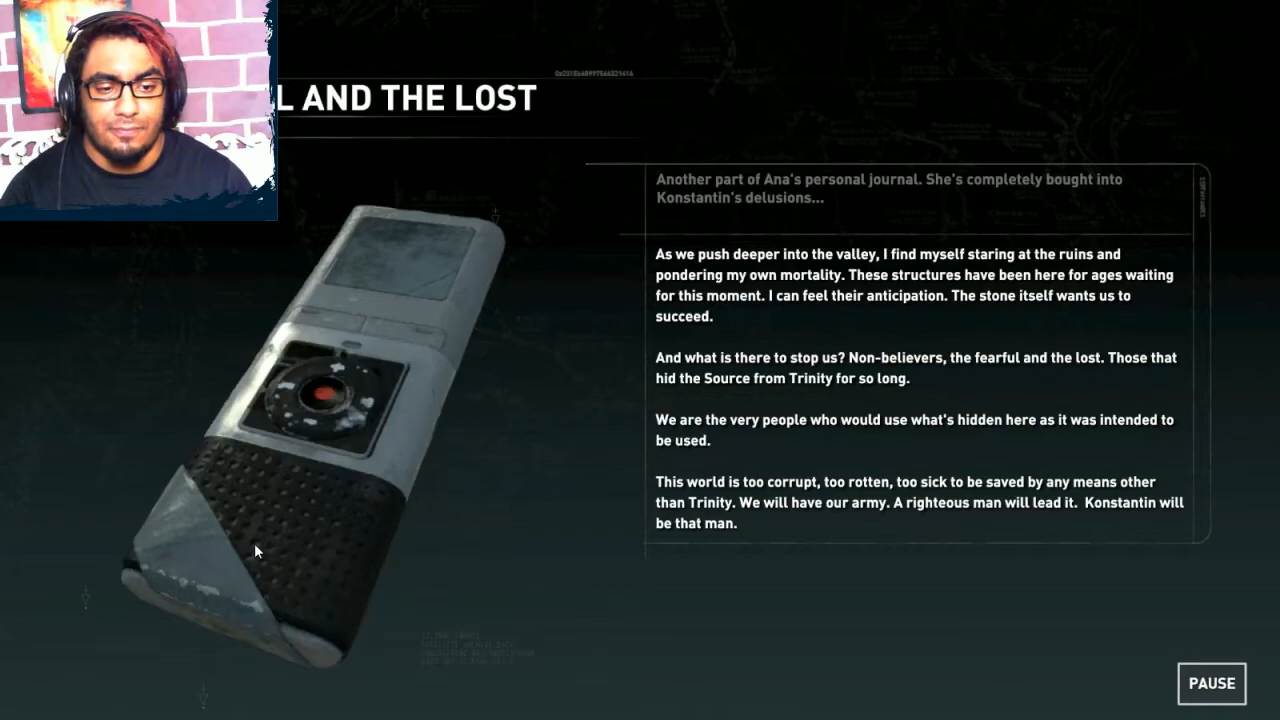 L AND THE LOST
Another part of Ana's personal journal. She's completely bought into
Konstantin's delusions...
As we push deeper into the valley, I find myself staring at the ruins and
pondering my own mortality. These structures have been here for ages waiting
for this moment. I can feel their anticipation. The stone itself wants us to
succeed.
And what is there to stop us? Non-believers, the fearful and the lost. Those that
hid the Source from Trinity for so long.
We are the very people who would use what's hidden here as it was intended to
be used.
This world is too corrupt, too rotten, too sick to be saved by any means other
than Trinity. We will have our army. A righteous man will lead it. Konstantin will
be that man.
PAUSE